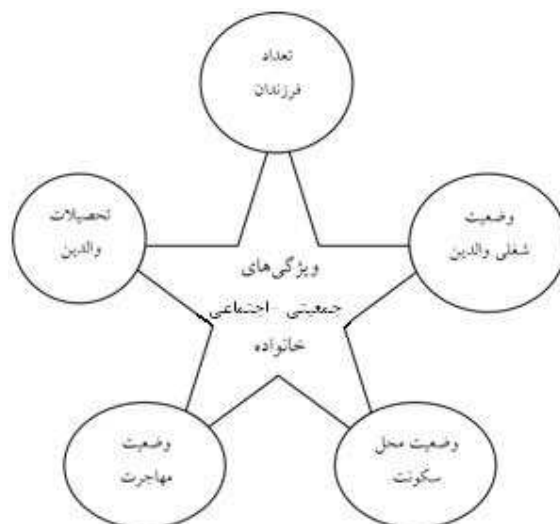 تعداد
فرزندان
وضعیت
شغلی والدین
تحصیلات
والدین
ویژگی‌های
جمعیتی - اجتماعی
خانواده
وضعیت محل
سکونت
وضعیت
مهاجرت